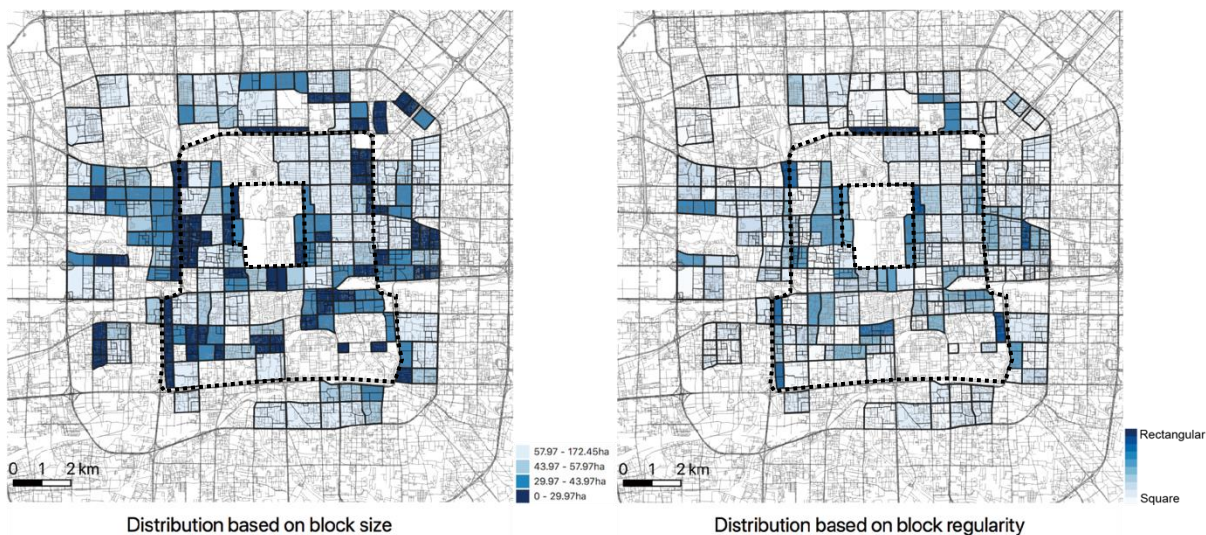 57.97 - 172.45ha
43.97 - 57.97ha
29.97 - 43.97ha
0 - 29.97ha
0 1 2 km
Distribution based on block size
Rectangular
Square
0 1 2 km
Distribution based on block regularity